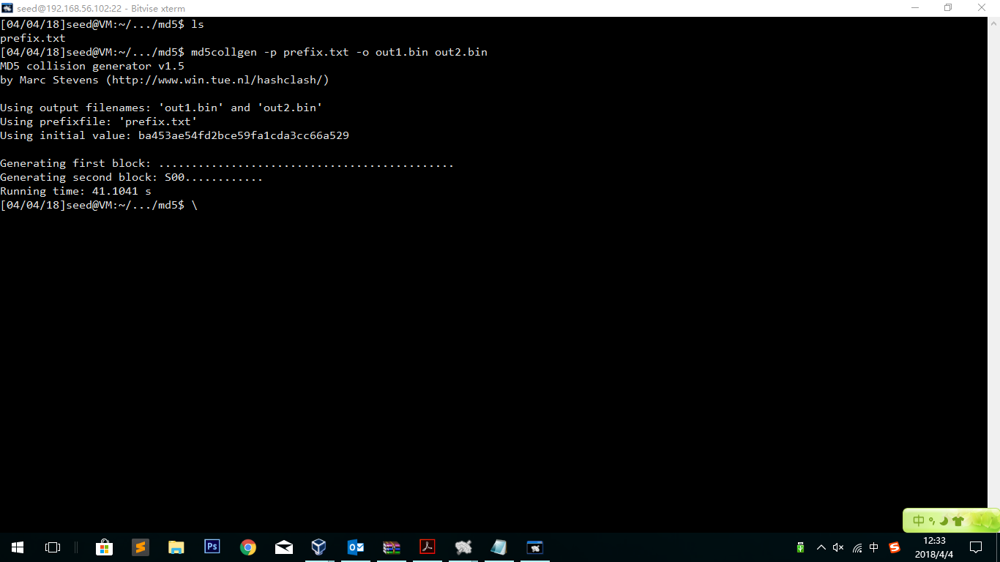 seed@192.168.56.102:22 - Bitvise xterm
[04/04/18]seed@VM:~/.../md5$ ls
prefix.txt
[04/04/18]seed@VM:~/.../md5$ md5collgen -p prefix.txt -o out1.bin out2.bin
MD5 collision generator v1.5
by Marc Stevens (http://www.win.tue.nl/hashclash/)
Using output filenames: 'out1.bin' and 'out2.bin'
Using prefixfile: 'prefix.txt'
Using initial value: ba453ae54fd2bce59fa1cda3cc66a529
Generating first block: .............................................
Generating second block: S00............
Running time: 41.1041 s
[04/04/18]seed@VM:~/.../md5$ \
中
Ps
中
S
12:33
2018/4/4